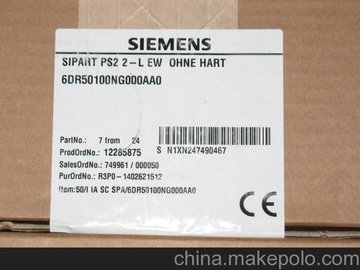 SIEMENS
SIPART PS2 2-L EW OHNE HART
6DR50100NG000AA0
PartNo.: 7 from 24
ProdOrdNo.: 12285875 S N1XN247490467
SalesOrdNo.: 749961 / 000050
PurOrdNo.: R3P0-1402621512
Item:50/I IA SC SPA/6DR50100NG000AA0
CE
china.makepolo.com